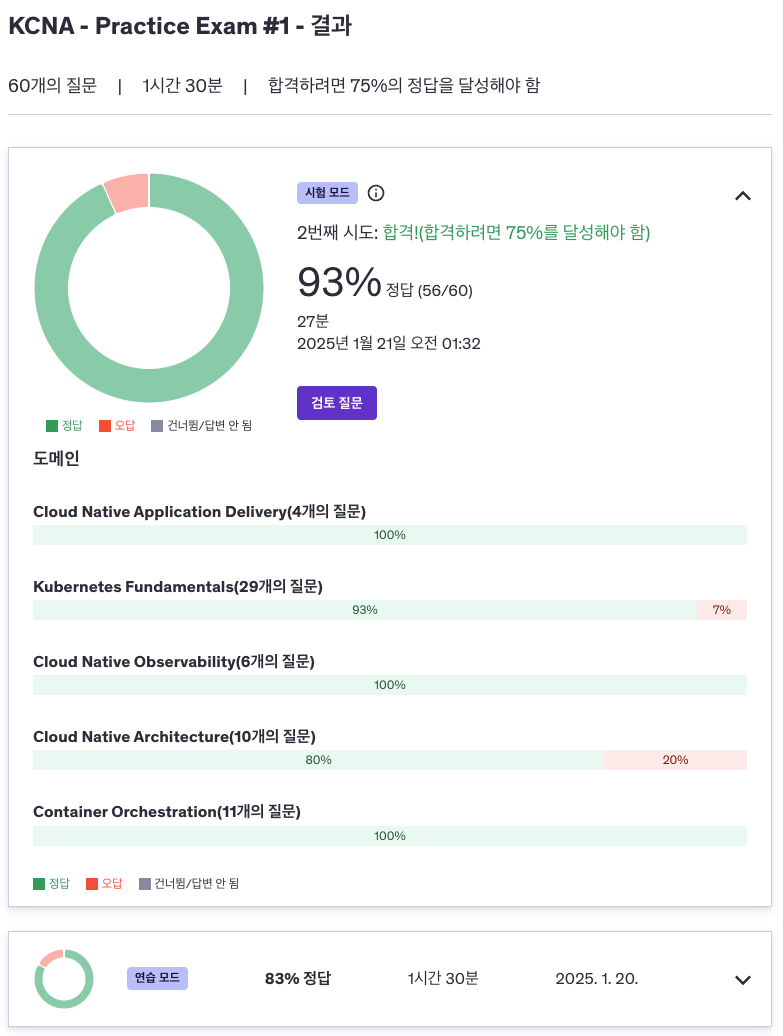 KCNA - Practice Exam #1 - 결과
60개의 질문 | 1시간 30분 | 합격하려면 75%의 정답을 달성해야 함
시험 모드
2번째 시도: 합격!(합격하려면 75%를 달성해야 함)
93% 정답 (56/60)
27분
2025년 1월 21일 오전 01:32
검토 질문
정답 오답 건너뜀/답변 안 됨
도메인
Cloud Native Application Delivery(4개의 질문)
100%
Kubernetes Fundamentals(29개의 질문)
93% 7%
Cloud Native Observability(6개의 질문)
100%
Cloud Native Architecture(10개의 질문)
80% 20%
Container Orchestration(11개의 질문)
100%
정답 오답 건너뜀/답변 안 됨
연습 모드 83% 정답 1시간 30분 2025. 1. 20.